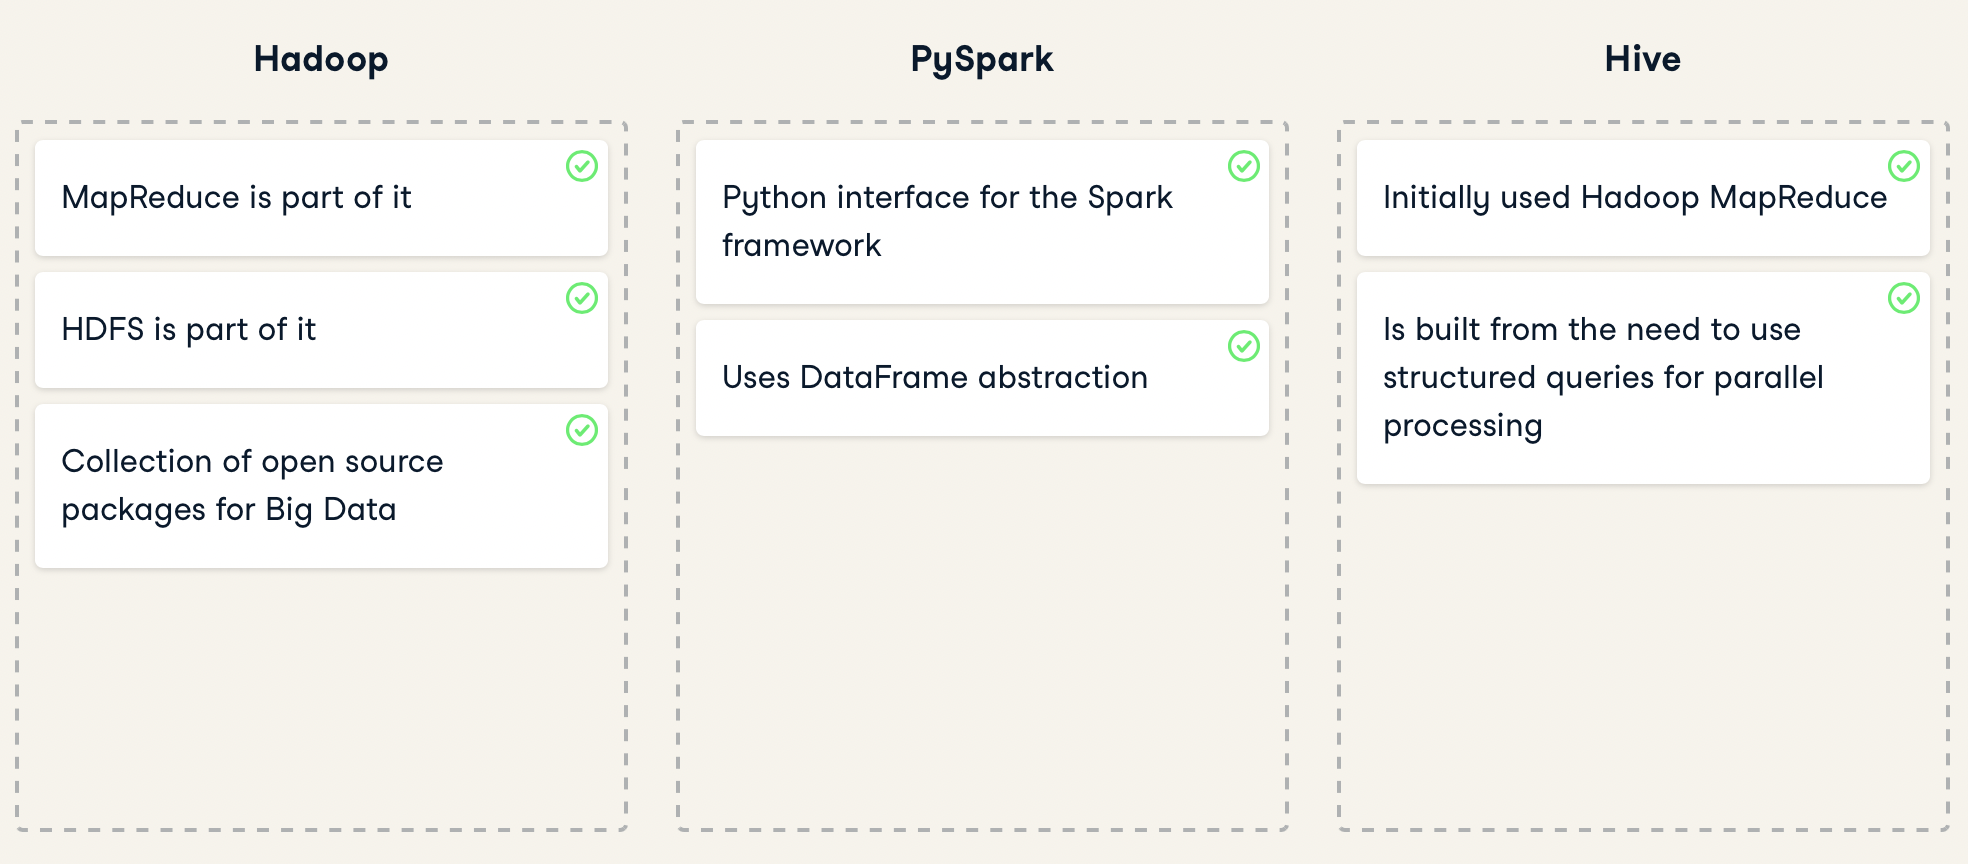 Hadoop
MapReduce is part of it
HDFS is part of it
Collection of open source
packages for Big Data
PySpark
Python interface for the Spark
framework
Uses DataFrame abstraction
Hive
Initially used Hadoop MapReduce
Is built from the need to use
structured queries for parallel
processing